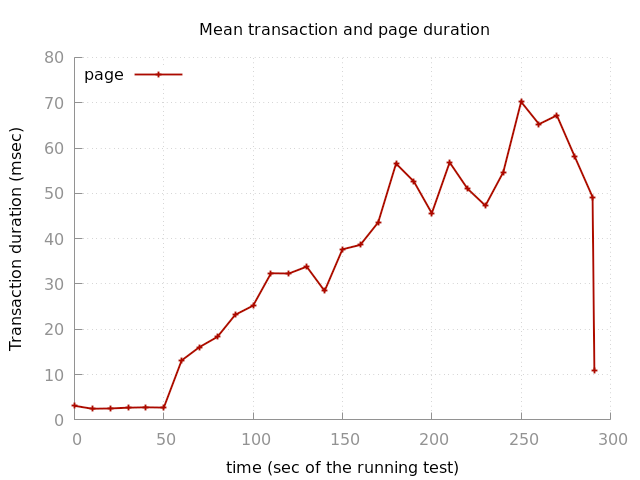 Mean transaction and page duration
80
page
70
60
50
40
30
20
10
0
Transaction duration (msec)
0 50 100 150 200 250 300
time (sec of the running test)